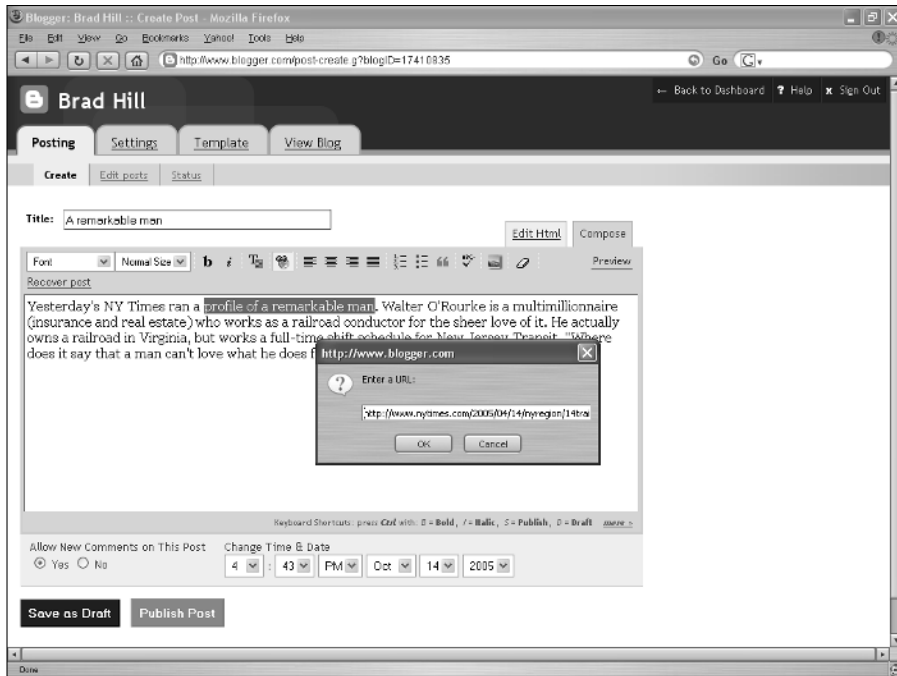 Blogger: Brad Hill :: Create Post - Mozilla Firefox
File Edit View Go Bookmarks Yahoo! Tools Help
http://www.blogger.com/post-create.g?blogID=17410835
Go
Brad Hill
← Back to Dashboard ? Help x Sign Out
Posting Settings Template View Blog
Create Edit posts Status
Title: A remarkable man
Edit Html Compose
Font Normal Size b i Preview
Recover post
Yesterday's NY Times ran a profile of a remarkable man. Walter O'Rourke is a multimillionaire
(insurance and real estate) who works as a railroad conductor for the sheer love of it. He actually
owns a railroad in Virginia, but works a full-time shift schedule for New Jersey Transit. "Where
does it say that a man can't love what he does f
http://www.blogger.com
Enter a URL:
http://www.nytimes.com/2005/04/14/nyregion/14trai
OK Cancel
Keyboard Shortcuts: press Ctrl with: B = Bold, I = Italic, S = Publish, D = Draft more »
Allow New Comments on This Post Change Time & Date
Yes No 4 : 43 PM Oct 14 2005
Save as Draft Publish Post
Done